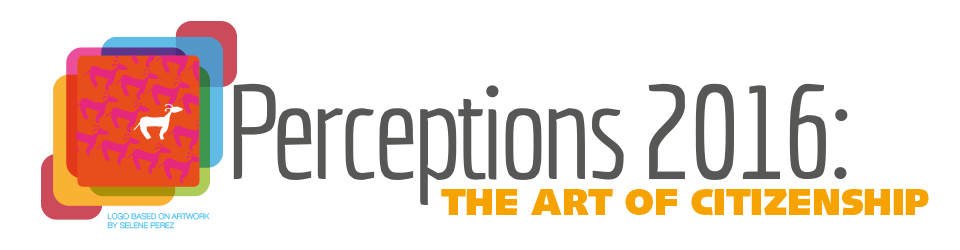 Perceptions 2016:
THE ART OF CITIZENSHIP
LOGO BASED ON ARTWORK
BY SELENE PEREZ